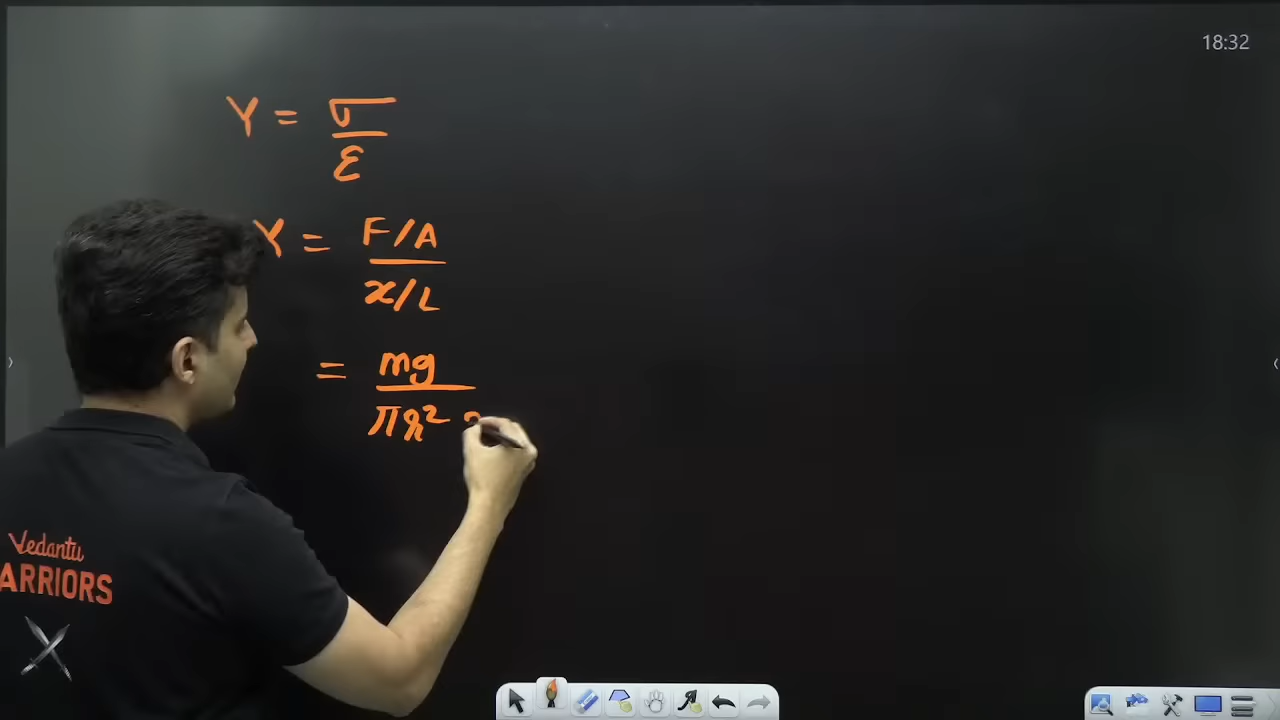 18:32
Y = σ / ε
Y = F/A / x/L
= mg / πr²
Vedantu
ARRIORS